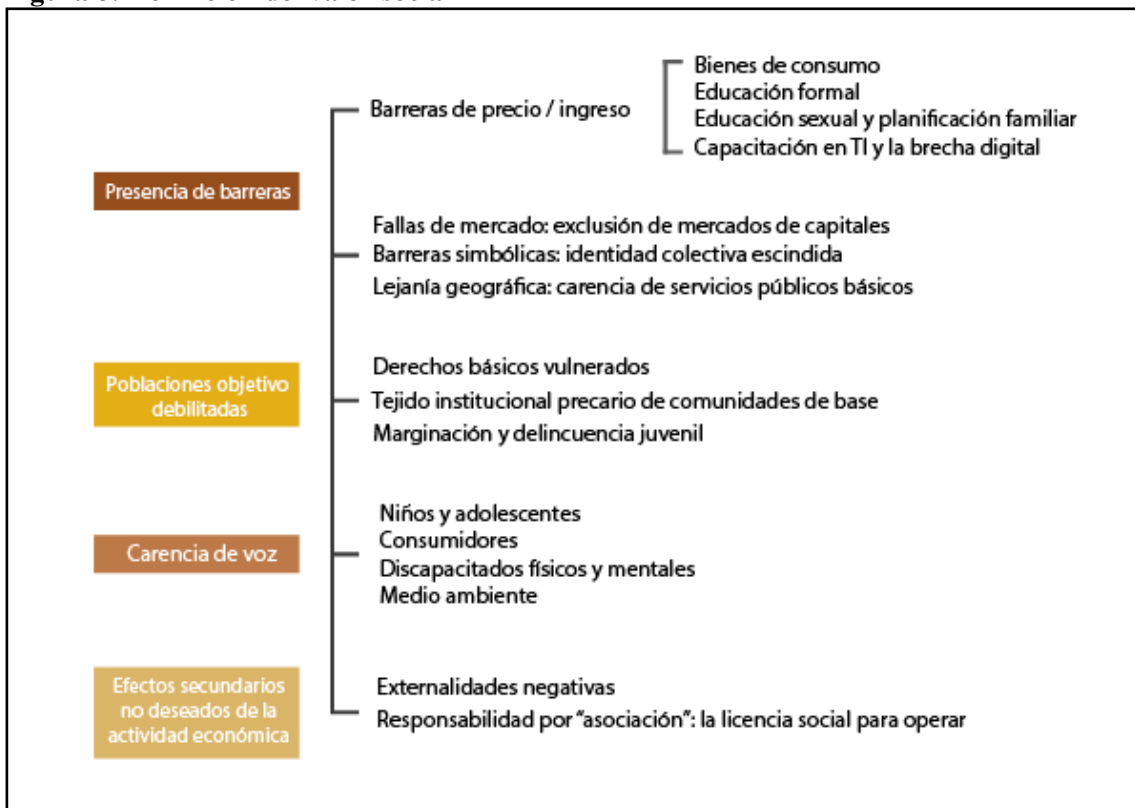 Presencia de barreras
Barreras de precio / ingreso
Bienes de consumo
Educación formal
Educación sexual y planificación familiar
Capacitación en TI y la brecha digital
Fallas de mercado: exclusión de mercados de capitales
Barreras simbólicas: identidad colectiva escindida
Lejanía geográfica: carencia de servicios públicos básicos
Poblaciones objetivo
debilitadas
Derechos básicos vulnerados
Tejido institucional precario de comunidades de base
Marginación y delincuencia juvenil
Carencia de voz
Niños y adolescentes
Consumidores
Discapacitados físicos y mentales
Medio ambiente
Efectos secundarios
no deseados de la
actividad económica
Externalidades negativas
Responsabilidad por “asociación”: la licencia social para operar